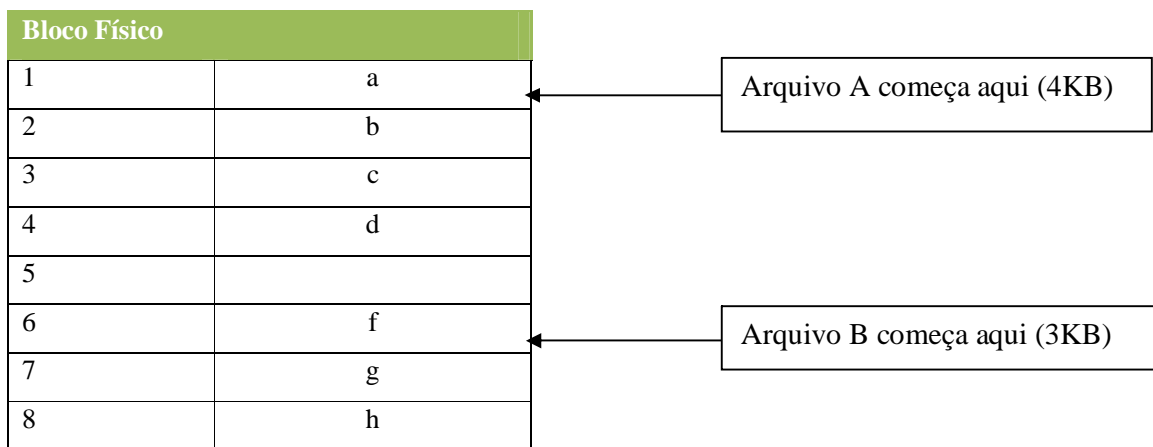 Bloco Físico
1 a
Arquivo A começa aqui (4KB)
2 b
3 c
4 d
5
6 f
Arquivo B começa aqui (3KB)
7 g
8 h